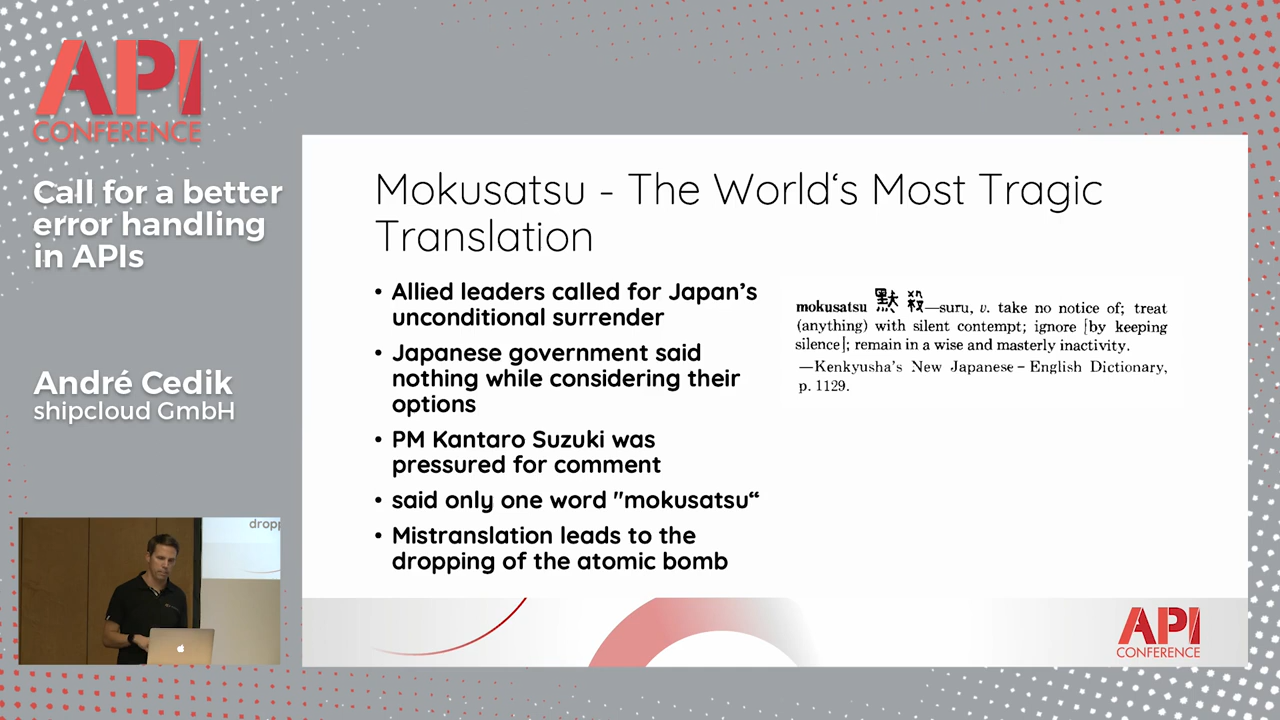 API
CONFERENCE
Call for a better
error handling
in APIs
André Cedik
shipcloud GmbH
Mokusatsu - The World‘s Most Tragic
Translation
• Allied leaders called for Japan’s
unconditional surrender
• Japanese government said
nothing while considering their
options
• PM Kantaro Suzuki was
pressured for comment
• said only one word "mokusatsu“
• Mistranslation leads to the
dropping of the atomic bomb
mokusatsu 默殺—suru, v. take no notice of; treat
(anything) with silent contempt; ignore [by keeping
silence]; remain in a wise and masterly inactivity.
—Kenkyusha's New Japanese–English Dictionary,
p. 1129.
dropp
API
CONFERENCE